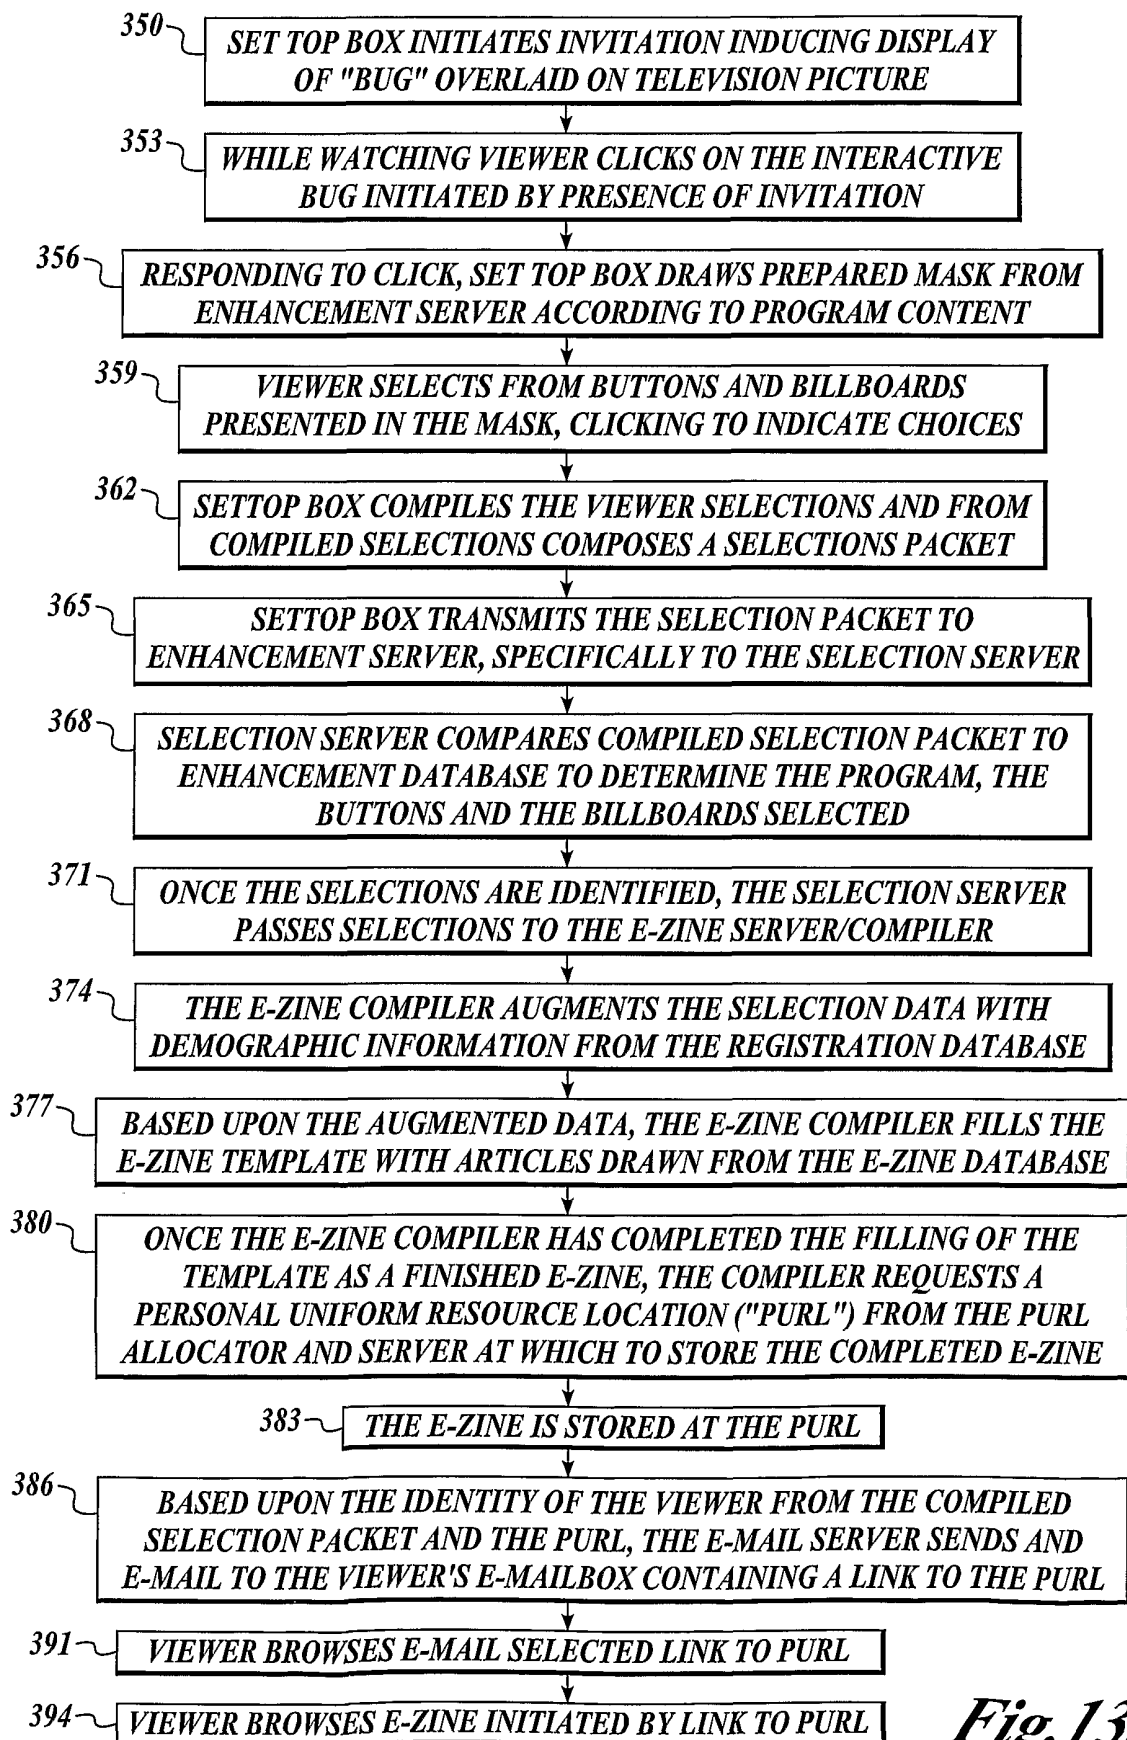 350
SET TOP BOX INITIATES INVITATION INDUCING DISPLAY
OF "BUG" OVERLAID ON TELEVISION PICTURE
353
WHILE WATCHING VIEWER CLICKS ON THE INTERACTIVE
BUG INITIATED BY PRESENCE OF INVITATION
356
RESPONDING TO CLICK, SET TOP BOX DRAWS PREPARED MASK FROM
ENHANCEMENT SERVER ACCORDING TO PROGRAM CONTENT
359
VIEWER SELECTS FROM BUTTONS AND BILLBOARDS
PRESENTED IN THE MASK, CLICKING TO INDICATE CHOICES
362
SETTOP BOX COMPILES THE VIEWER SELECTIONS AND FROM
COMPILED SELECTIONS COMPOSES A SELECTIONS PACKET
365
SETTOP BOX TRANSMITS THE SELECTION PACKET TO
ENHANCEMENT SERVER, SPECIFICALLY TO THE SELECTION SERVER
368
SELECTION SERVER COMPARES COMPILED SELECTION PACKET TO
ENHANCEMENT DATABASE TO DETERMINE THE PROGRAM, THE
BUTTONS AND THE BILLBOARDS SELECTED
371
ONCE THE SELECTIONS ARE IDENTIFIED, THE SELECTION SERVER
PASSES SELECTIONS TO THE E-ZINE SERVER/COMPILER
374
THE E-ZINE COMPILER AUGMENTS THE SELECTION DATA WITH
DEMOGRAPHIC INFORMATION FROM THE REGISTRATION DATABASE
377
BASED UPON THE AUGMENTED DATA, THE E-ZINE COMPILER FILLS THE
E-ZINE TEMPLATE WITH ARTICLES DRAWN FROM THE E-ZINE DATABASE
380
ONCE THE E-ZINE COMPILER HAS COMPLETED THE FILLING OF THE
TEMPLATE AS A FINISHED E-ZINE, THE COMPILER REQUESTS A
PERSONAL UNIFORM RESOURCE LOCATION ("PURL") FROM THE PURL
ALLOCATOR AND SERVER AT WHICH TO STORE THE COMPLETED E-ZINE
383
THE E-ZINE IS STORED AT THE PURL
386
BASED UPON THE IDENTITY OF THE VIEWER FROM THE COMPILED
SELECTION PACKET AND THE PURL, THE E-MAIL SERVER SENDS AND
E-MAIL TO THE VIEWER'S E-MAILBOX CONTAINING A LINK TO THE PURL
391
VIEWER BROWSES E-MAIL SELECTED LINK TO PURL
394
VIEWER BROWSES E-ZINE INITIATED BY LINK TO PURL
Fig.13